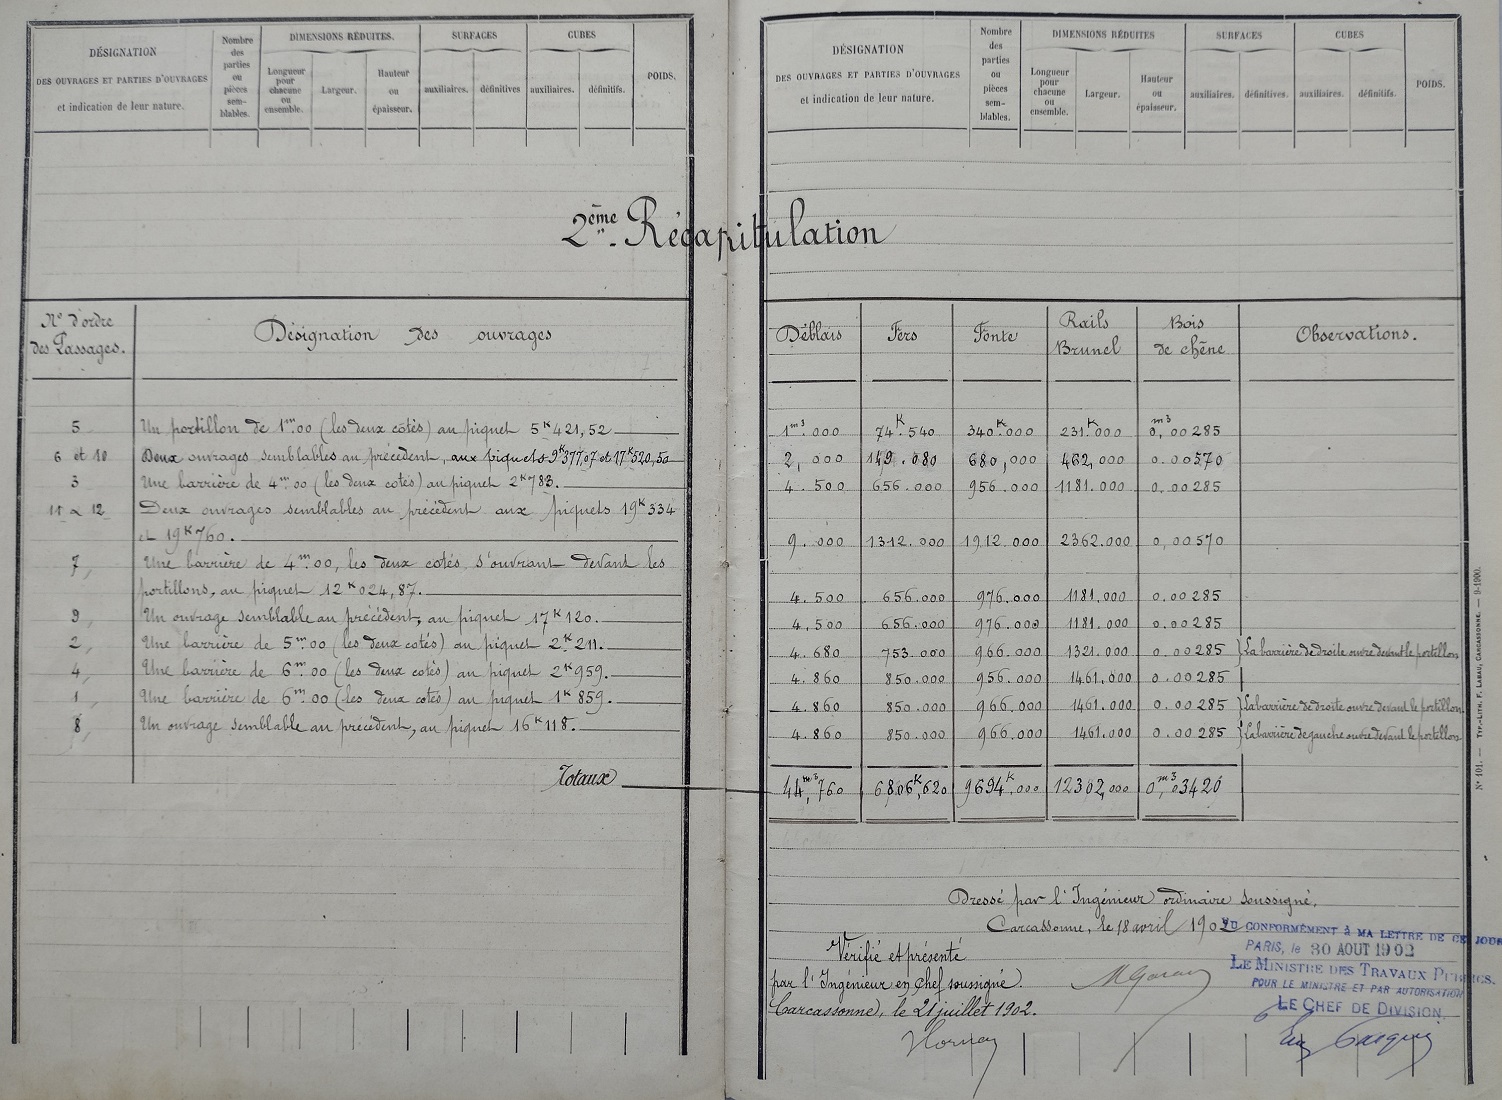 DÉSIGNATION
DES OUVRAGES ET PARTIES D'OUVRAGES
et indication de leur nature.
Nombre des parties ou pièces sem- blables.
DIMENSIONS RÉDUITES.
Longueur pour chacune ou ensemble.
Largeur.
Hauteur ou épaisseur.
SURFACES
auxiliaires.
définitives
CUBES
auxiliaires.
définitifs.
POIDS.
DÉSIGNATION
DES OUVRAGES ET PARTIES D'OUVRAGES
et indication de leur nature.
Nombre des parties ou pièces sem- blables.
DIMENSIONS RÉDUITES
Longueur pour chacune ou ensemble.
Largeur.
Hauteur ou épaisseur.
SURFACES
auxiliaires.
définitives.
CUBES
auxiliaires.
définitifs.
POIDS.
2ème. Récapitulation
N° d'ordre des Passages.
Désignation des ouvrages
Déblais
Fers
Fonte
Rails Brunel
Bois de chêne
Observations.
5 Un portillon de 1m.00 (les deux côtés) au piquet 5K421,52 1m3.000 74K.540 340K.000 231K.000 0m3,00285
6 et 10 Deux ouvrages semblables au précédent, aux piquets 9K377,07 et 17K520,50 2,000 149.080 680,000 462,000 0.00570
3 Une barrière de 4m.00 (les deux cotés) au piquet 2K783. 4.500 656.000 956.000 1181.000 0,00285
11 & 12 Deux ouvrages semblables au précédent aux piquets 19K334
et 19K760. 9.000 1312.000 1912.000 2362.000 0,00570
7, Une barrière de 4m00, les deux cotés, s'ouvrant devant les
portillons, au piquet 12K024,87. 4.500 656.000 976.000 1181.000 0.00285
9, Un ouvrage semblable au précédent, au piquet 17K120. 4,500 656.000 976.000 1181.000 0.00285
2, Une barrière de 5m00 (les deux cotés) au piquet 2K211. 4.680 753.000 966.000 1321.000 0.00285 La barrière de droite ouvre devant le portillon
4, Une barrière de 6m00 (les deux cotés) au piquet 2K959. 4.860 850.000 956.000 1461,000 0.00285
1, Une barrière de 6m00 (les deux cotés) au piquet 1K859. 4.860 850.000 966.000 1461.000 0.00285 La barrière de droite ouvre devant le portillon.
8, Un ouvrage semblable au précédent, au piquet 16K118. 4.860 850.000 966.000 1461.000 0.00285 La barrière de gauche ouvre devant le portillon
Totaux 44m3,760 6806K,620 9694K,000 12302,000 0m3,03420
Dressé par l'Ingénieur ordinaire soussigné.
Carcassonne, le 18 avril 1902
Vérifié et présenté
par l'Ingénieur en Chef soussigné.
Carcassonne, le 21 juillet 1902.
VU CONFORMÉMENT à MA LETTRE DE CE JOUR
PARIS, le 30 AOUT 1902
LE MINISTRE DES TRAVAUX PUBLICS.
POUR LE MINISTRE ET PAR AUTORISATION
LE CHEF DE DIVISION,
N° 101. — TYP.-LITH. F. LABAU, CARCASSONNE. — 9-1900.